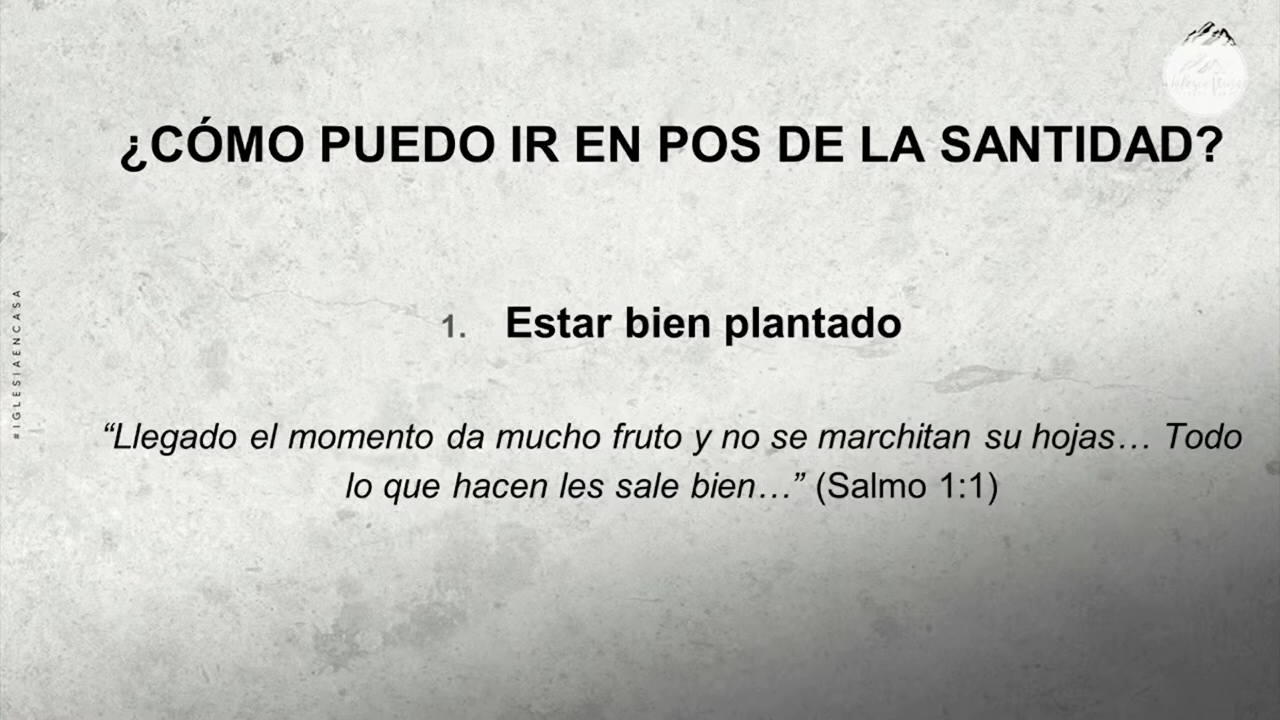 ¿CÓMO PUEDO IR EN POS DE LA SANTIDAD?
#IGLESIAENCASA
1. Estar bien plantado
“Llegado el momento da mucho fruto y no se marchitan su hojas… Todo
lo que hacen les sale bien…” (Salmo 1:1)